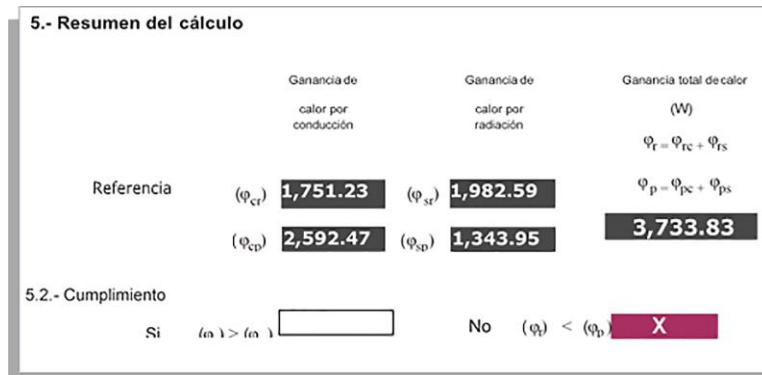 5.- Resumen del cálculo
Ganancia de calor por conducción
Ganancia de calor por radiación
Ganancia total de calor (W)
φr = φrc + φrs
Referencia (φcr) 1,751.23 (φsr) 1,982.59 φp = φpc + φps
(φcp) 2,592.47 (φsp) 1,343.95 3,733.83
5.2.- Cumplimiento
Si (φ ) > (φ )
No (φr) < (φp) X